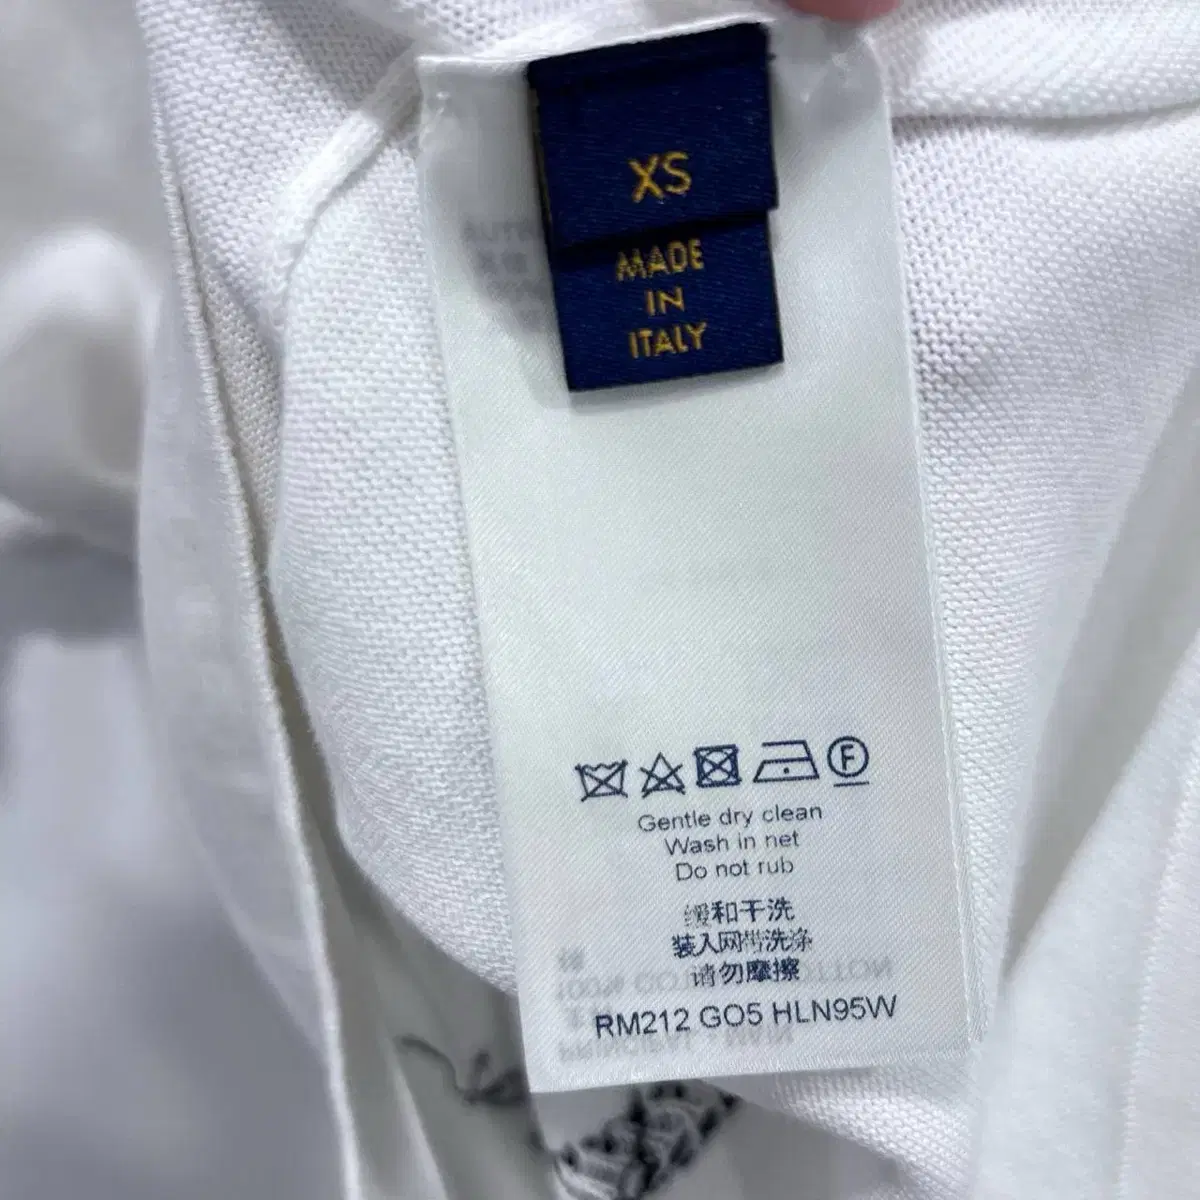 XS
MADE
IN
ITALY
F
Gentle dry clean
Wash in net
Do not rub
缓和干洗
装入网带洗涤
请勿摩擦
RM212 GO5 HLN95W